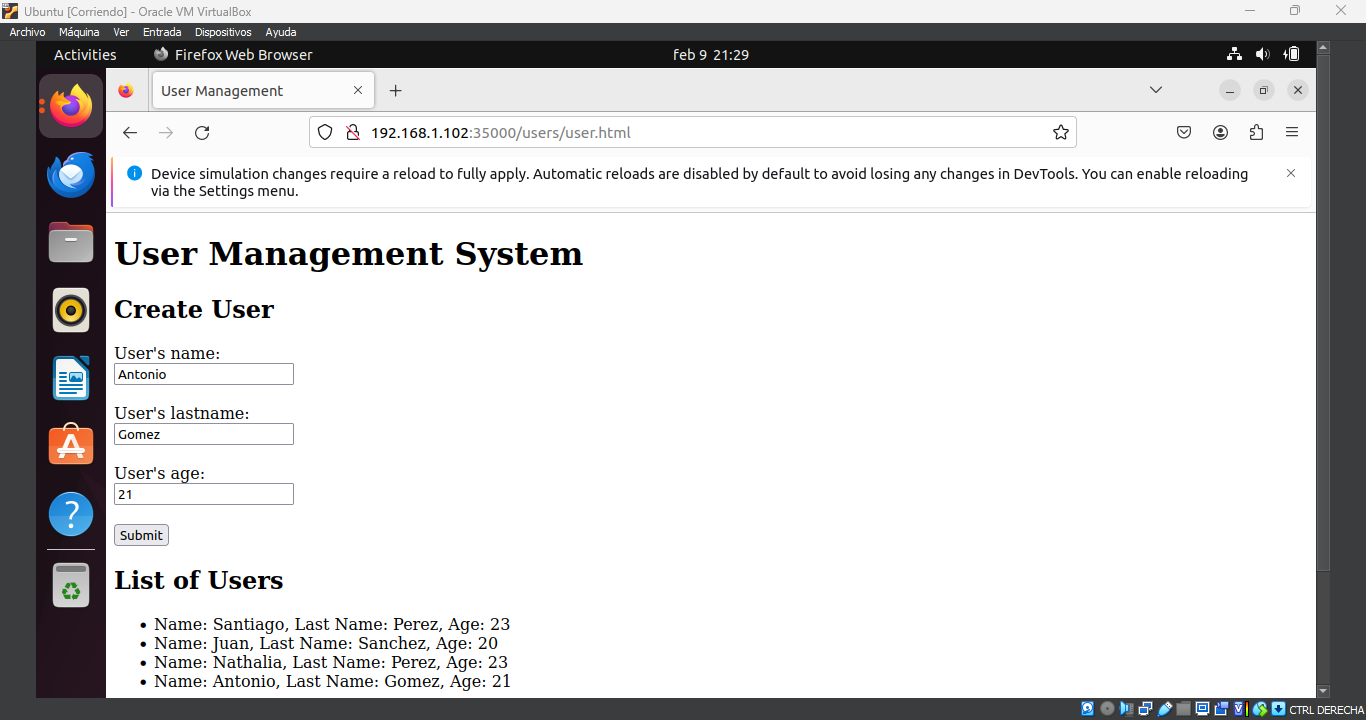 Ubuntu [Corriendo] - Oracle VM VirtualBox
Archivo Máquina Ver Entrada Dispositivos Ayuda
Activities Firefox Web Browser feb 9 21:29
User Management
192.168.1.102:35000/users/user.html
Device simulation changes require a reload to fully apply. Automatic reloads are disabled by default to avoid losing any changes in DevTools. You can enable reloading
via the Settings menu.
User Management System
Create User
User's name:
Antonio
User's lastname:
Gomez
User's age:
21
Submit
List of Users
• Name: Santiago, Last Name: Perez, Age: 23
• Name: Juan, Last Name: Sanchez, Age: 20
• Name: Nathalia, Last Name: Perez, Age: 23
• Name: Antonio, Last Name: Gomez, Age: 21
CTRL DERECHA